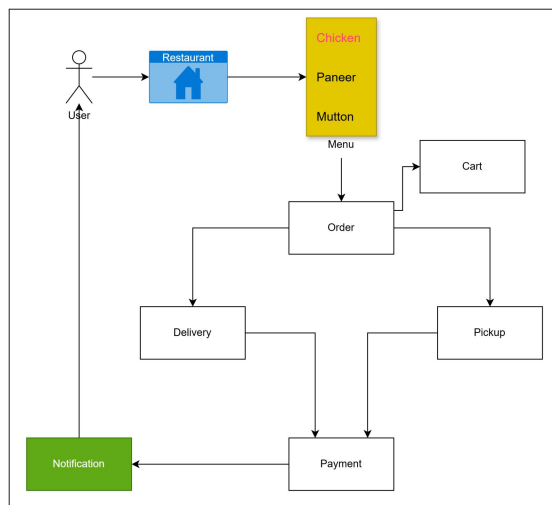 Restaurant
Chicken
Paneer
Mutton
User
Menu
Cart
Order
Delivery
Pickup
Notification
Payment